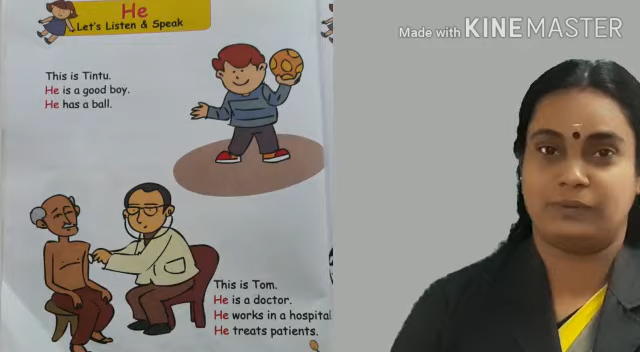 He
Let's Listen & Speak
Made with KINEMASTER
This is Tintu.
He is a good boy.
He has a ball.
This is Tom.
He is a doctor.
He works in a hospital
He treats patients.